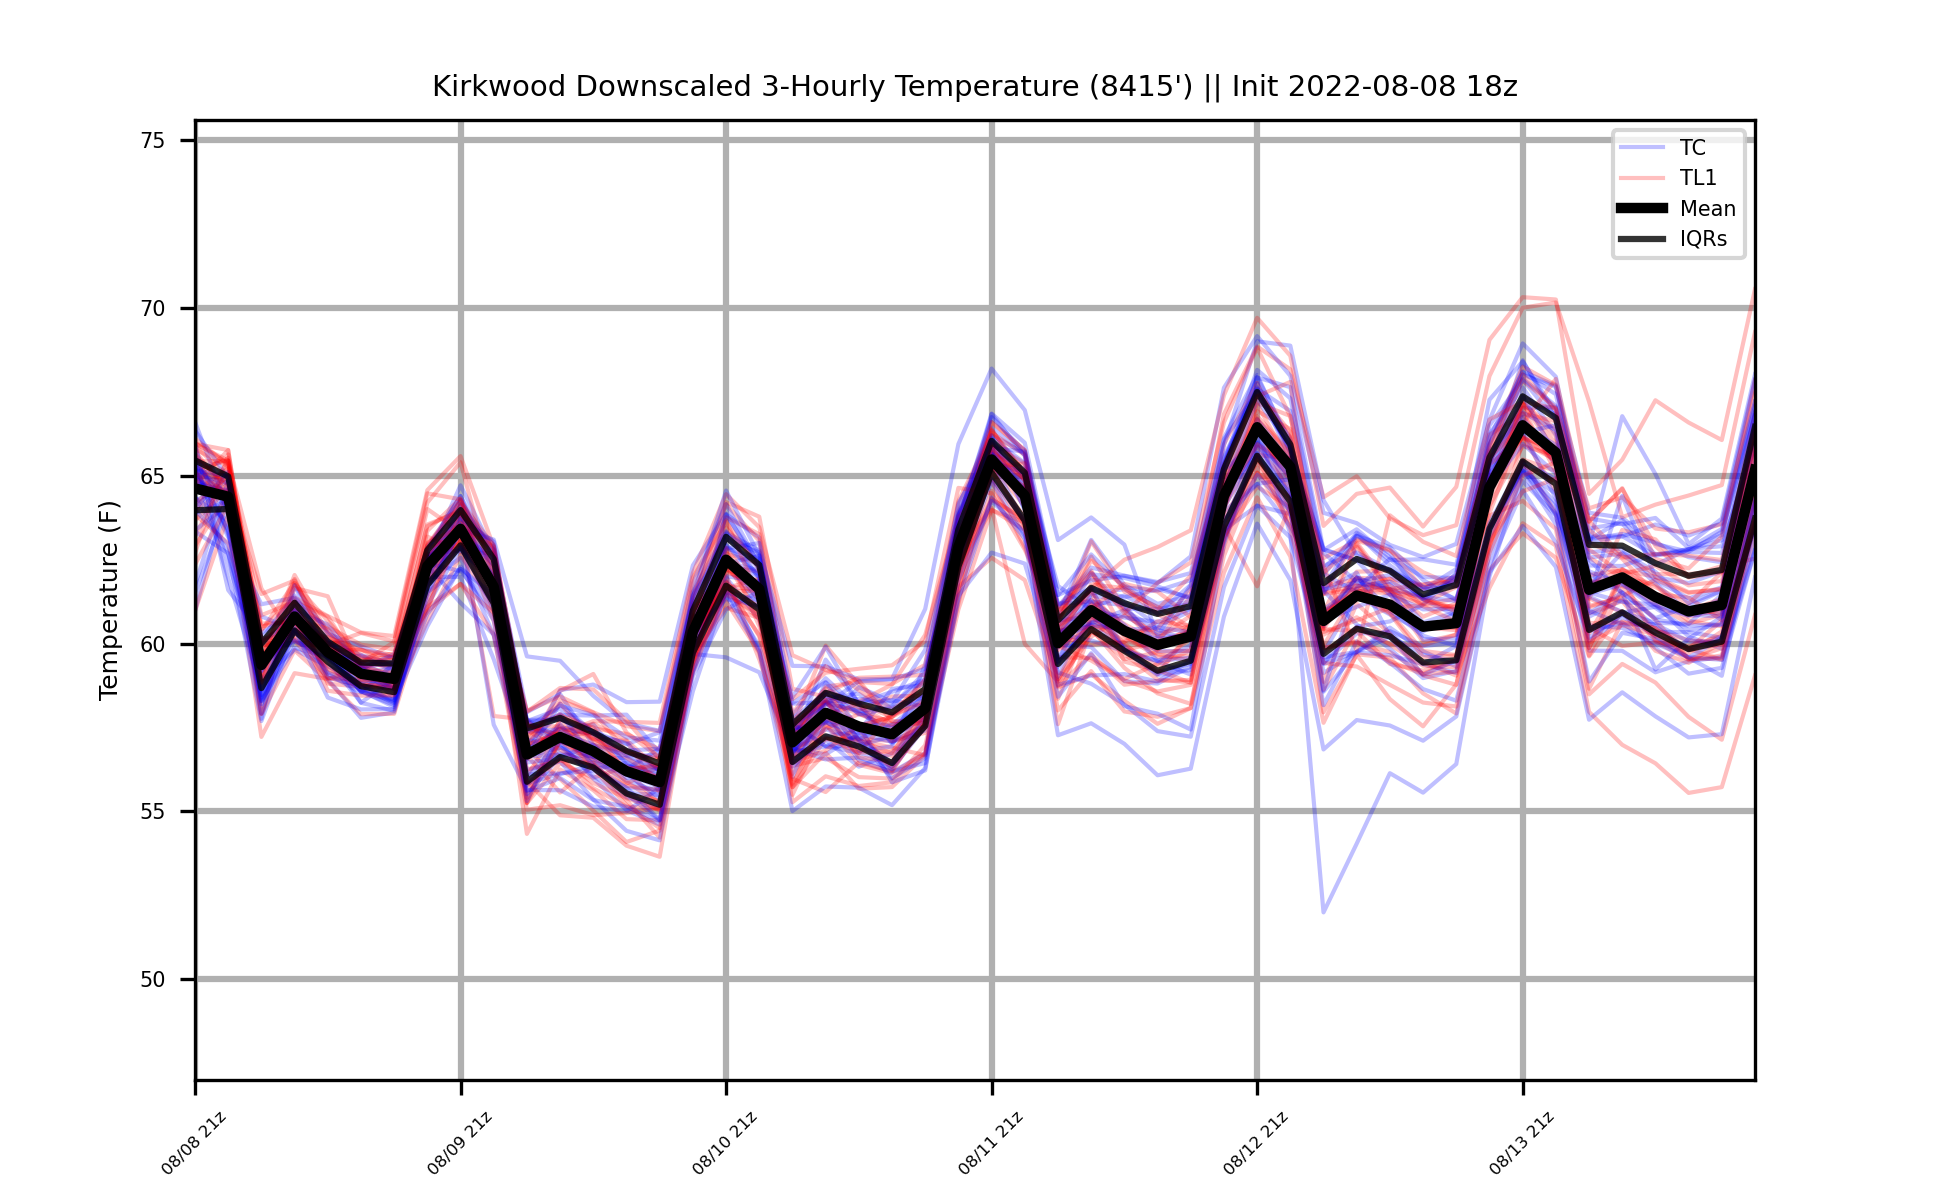 Kirkwood Downscaled 3-Hourly Temperature (8415') || Init 2022-08-08 18z
TC
TL1
Mean
IQRs
Temperature (F)
75
70
65
60
55
50
08/08 21z
08/09 21z
08/10 21z
08/11 21z
08/12 21z
08/13 21z